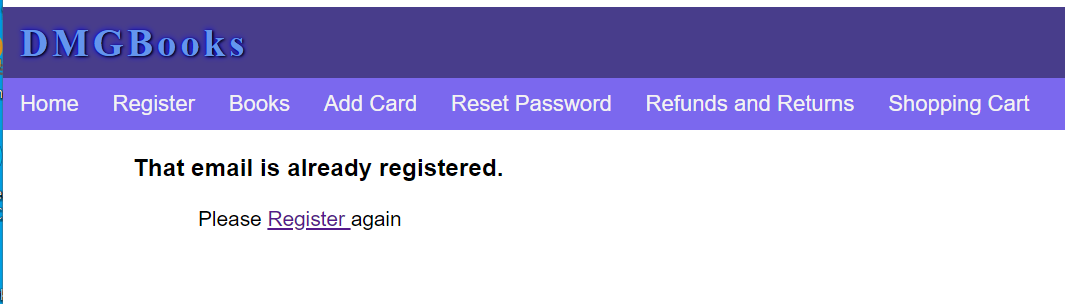 DMGBooks
Home Register Books Add Card Reset Password Refunds and Returns Shopping Cart
That email is already registered.
Please Register again